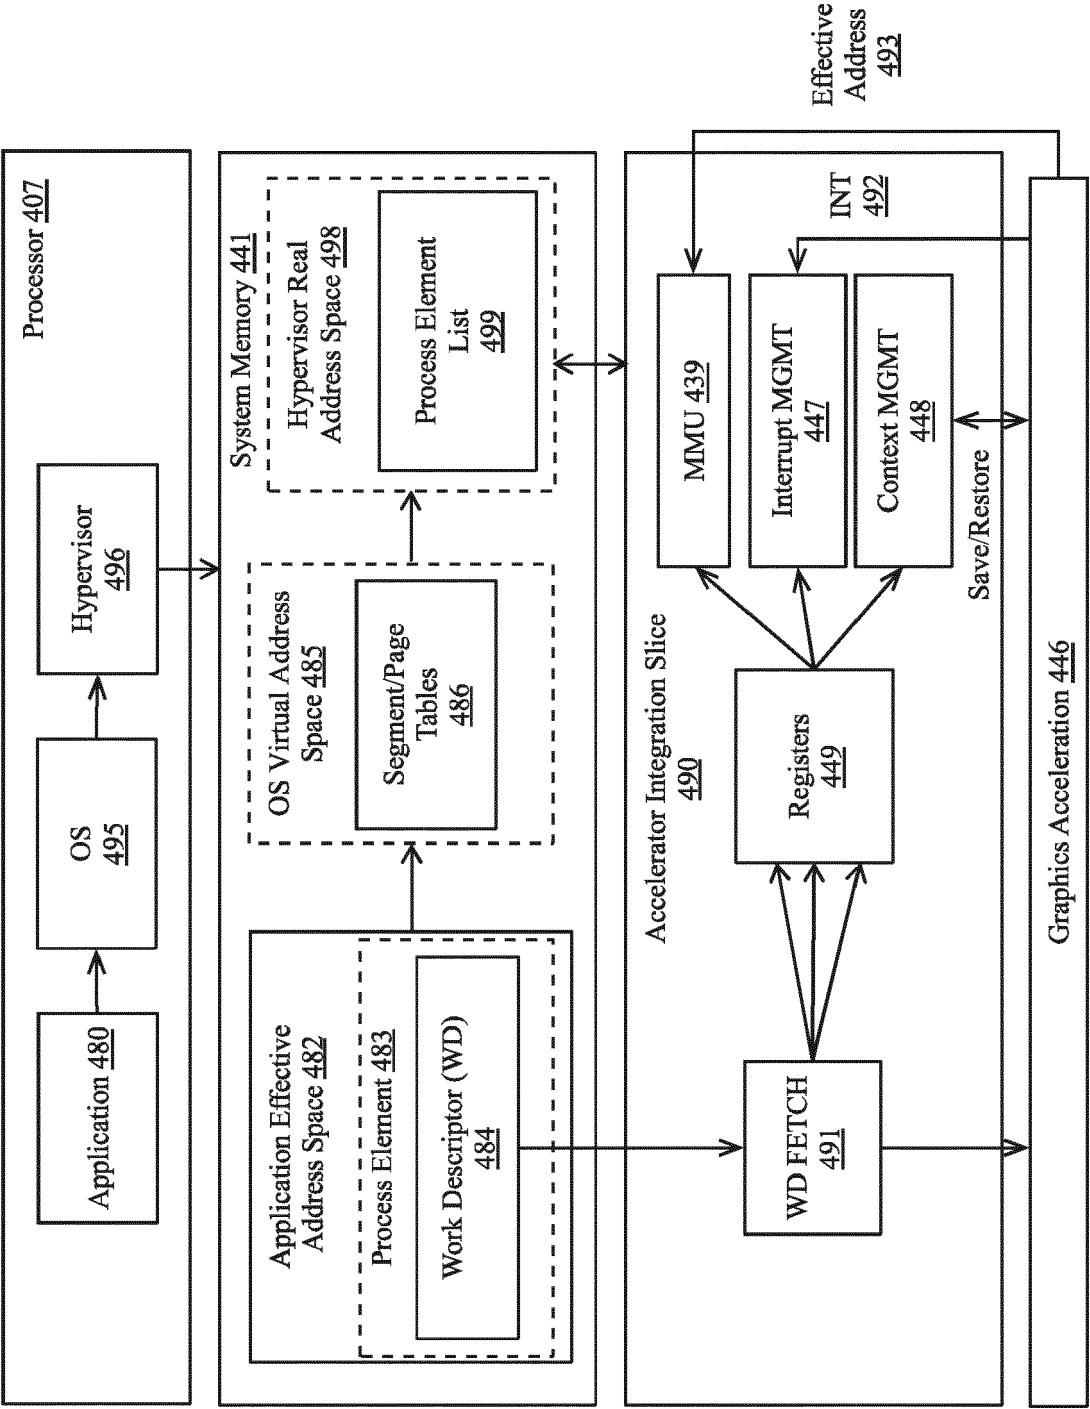 Processor 407
Application 480
OS
495
Hypervisor
496
System Memory 441
Application Effective
Address Space 482
Process Element 483
Work Descriptor (WD)
484
OS Virtual Address
Space 485
Segment/Page
Tables
486
Hypervisor Real
Address Space 498
Process Element
List
499
Accelerator Integration Slice
490
WD FETCH
491
Registers
449
MMU 439
Interrupt MGMT
447
Context MGMT
448
INT
492
Effective
Address
493
Save/Restore
Graphics Acceleration 446